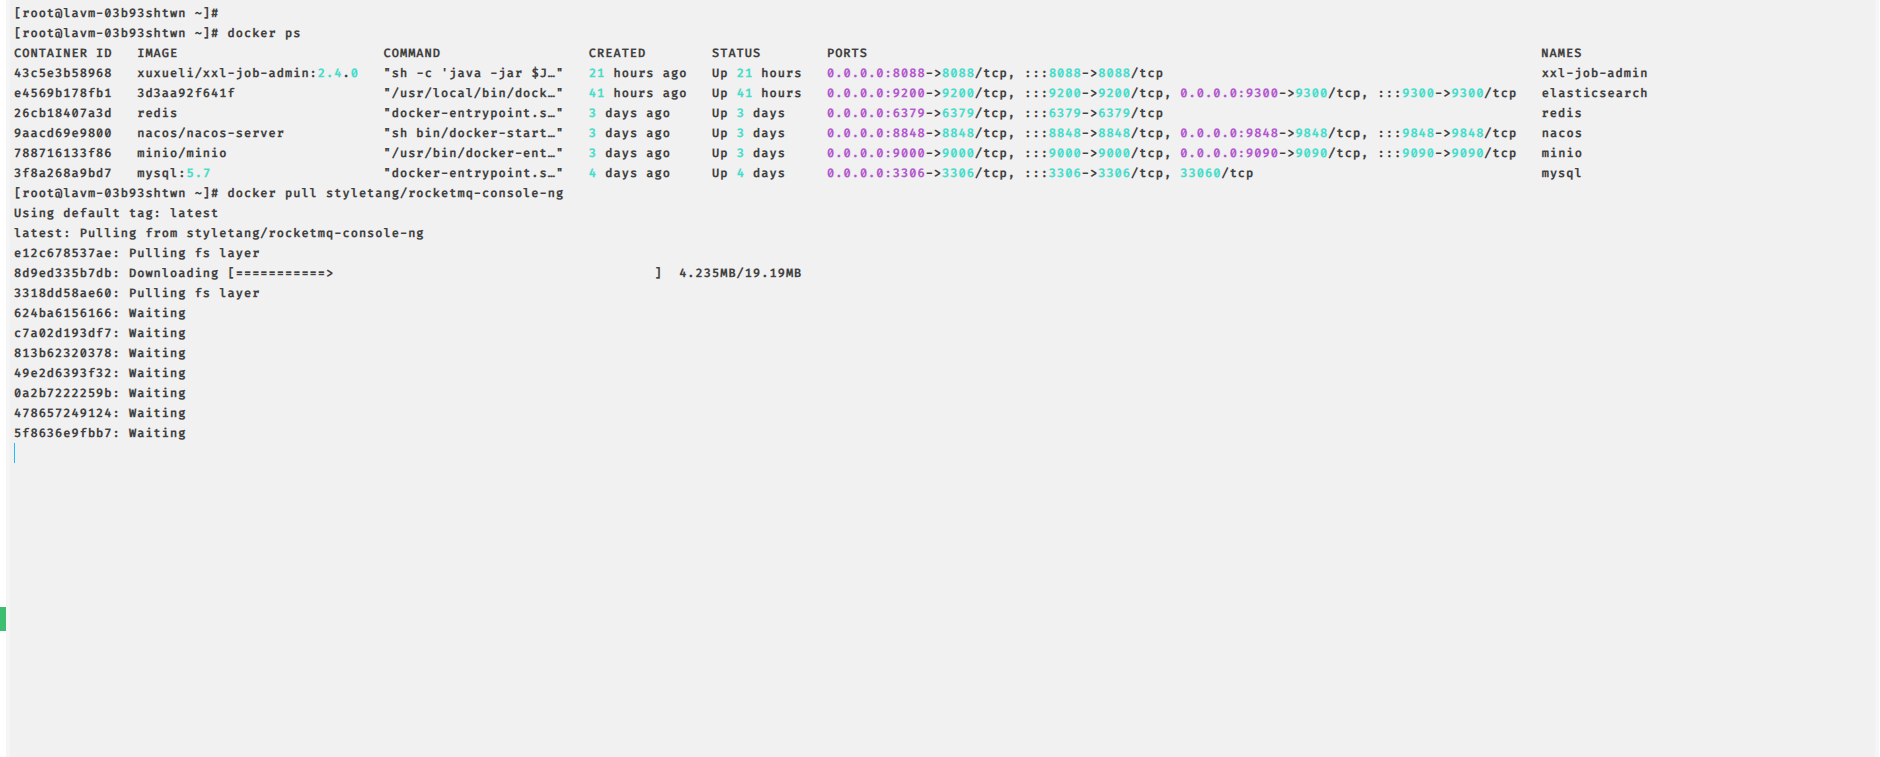 [root@lavm-03b93shtwn ~]#
[root@lavm-03b93shtwn ~]# docker ps
CONTAINER ID   IMAGE                         COMMAND                  CREATED        STATUS        PORTS                                                                                  NAMES
43c5e3b58968   xuxueli/xxl-job-admin:2.4.0   "sh -c 'java -jar $J…"   21 hours ago   Up 21 hours   0.0.0.0:8088->8088/tcp, :::8088->8088/tcp                                              xxl-job-admin
e4569b178fb1   3d3aa92f641f                  "/usr/local/bin/dock…"   41 hours ago   Up 41 hours   0.0.0.0:9200->9200/tcp, :::9200->9200/tcp, 0.0.0.0:9300->9300/tcp, :::9300->9300/tcp   elasticsearch
26cb18407a3d   redis                         "docker-entrypoint.s…"   3 days ago     Up 3 days     0.0.0.0:6379->6379/tcp, :::6379->6379/tcp                                              redis
9aacd69e9800   nacos/nacos-server            "sh bin/docker-start…"   3 days ago     Up 3 days     0.0.0.0:8848->8848/tcp, :::8848->8848/tcp, 0.0.0.0:9848->9848/tcp, :::9848->9848/tcp   nacos
788716133f86   minio/minio                   "/usr/bin/docker-ent…"   3 days ago     Up 3 days     0.0.0.0:9000->9000/tcp, :::9000->9000/tcp, 0.0.0.0:9090->9090/tcp, :::9090->9090/tcp   minio
3f8a268a9bd7   mysql:5.7                     "docker-entrypoint.s…"   4 days ago     Up 4 days     0.0.0.0:3306->3306/tcp, :::3306->3306/tcp, 33060/tcp                                   mysql
[root@lavm-03b93shtwn ~]# docker pull styletang/rocketmq-console-ng
Using default tag: latest
latest: Pulling from styletang/rocketmq-console-ng
e12c678537ae: Pulling fs layer
8d9ed335b7db: Downloading [===========>                                       ]  4.235MB/19.19MB
3318dd58ae60: Pulling fs layer
624ba6156166: Waiting
c7a02d193df7: Waiting
813b62320378: Waiting
49e2d6393f32: Waiting
0a2b7222259b: Waiting
478657249124: Waiting
5f8636e9fbb7: Waiting